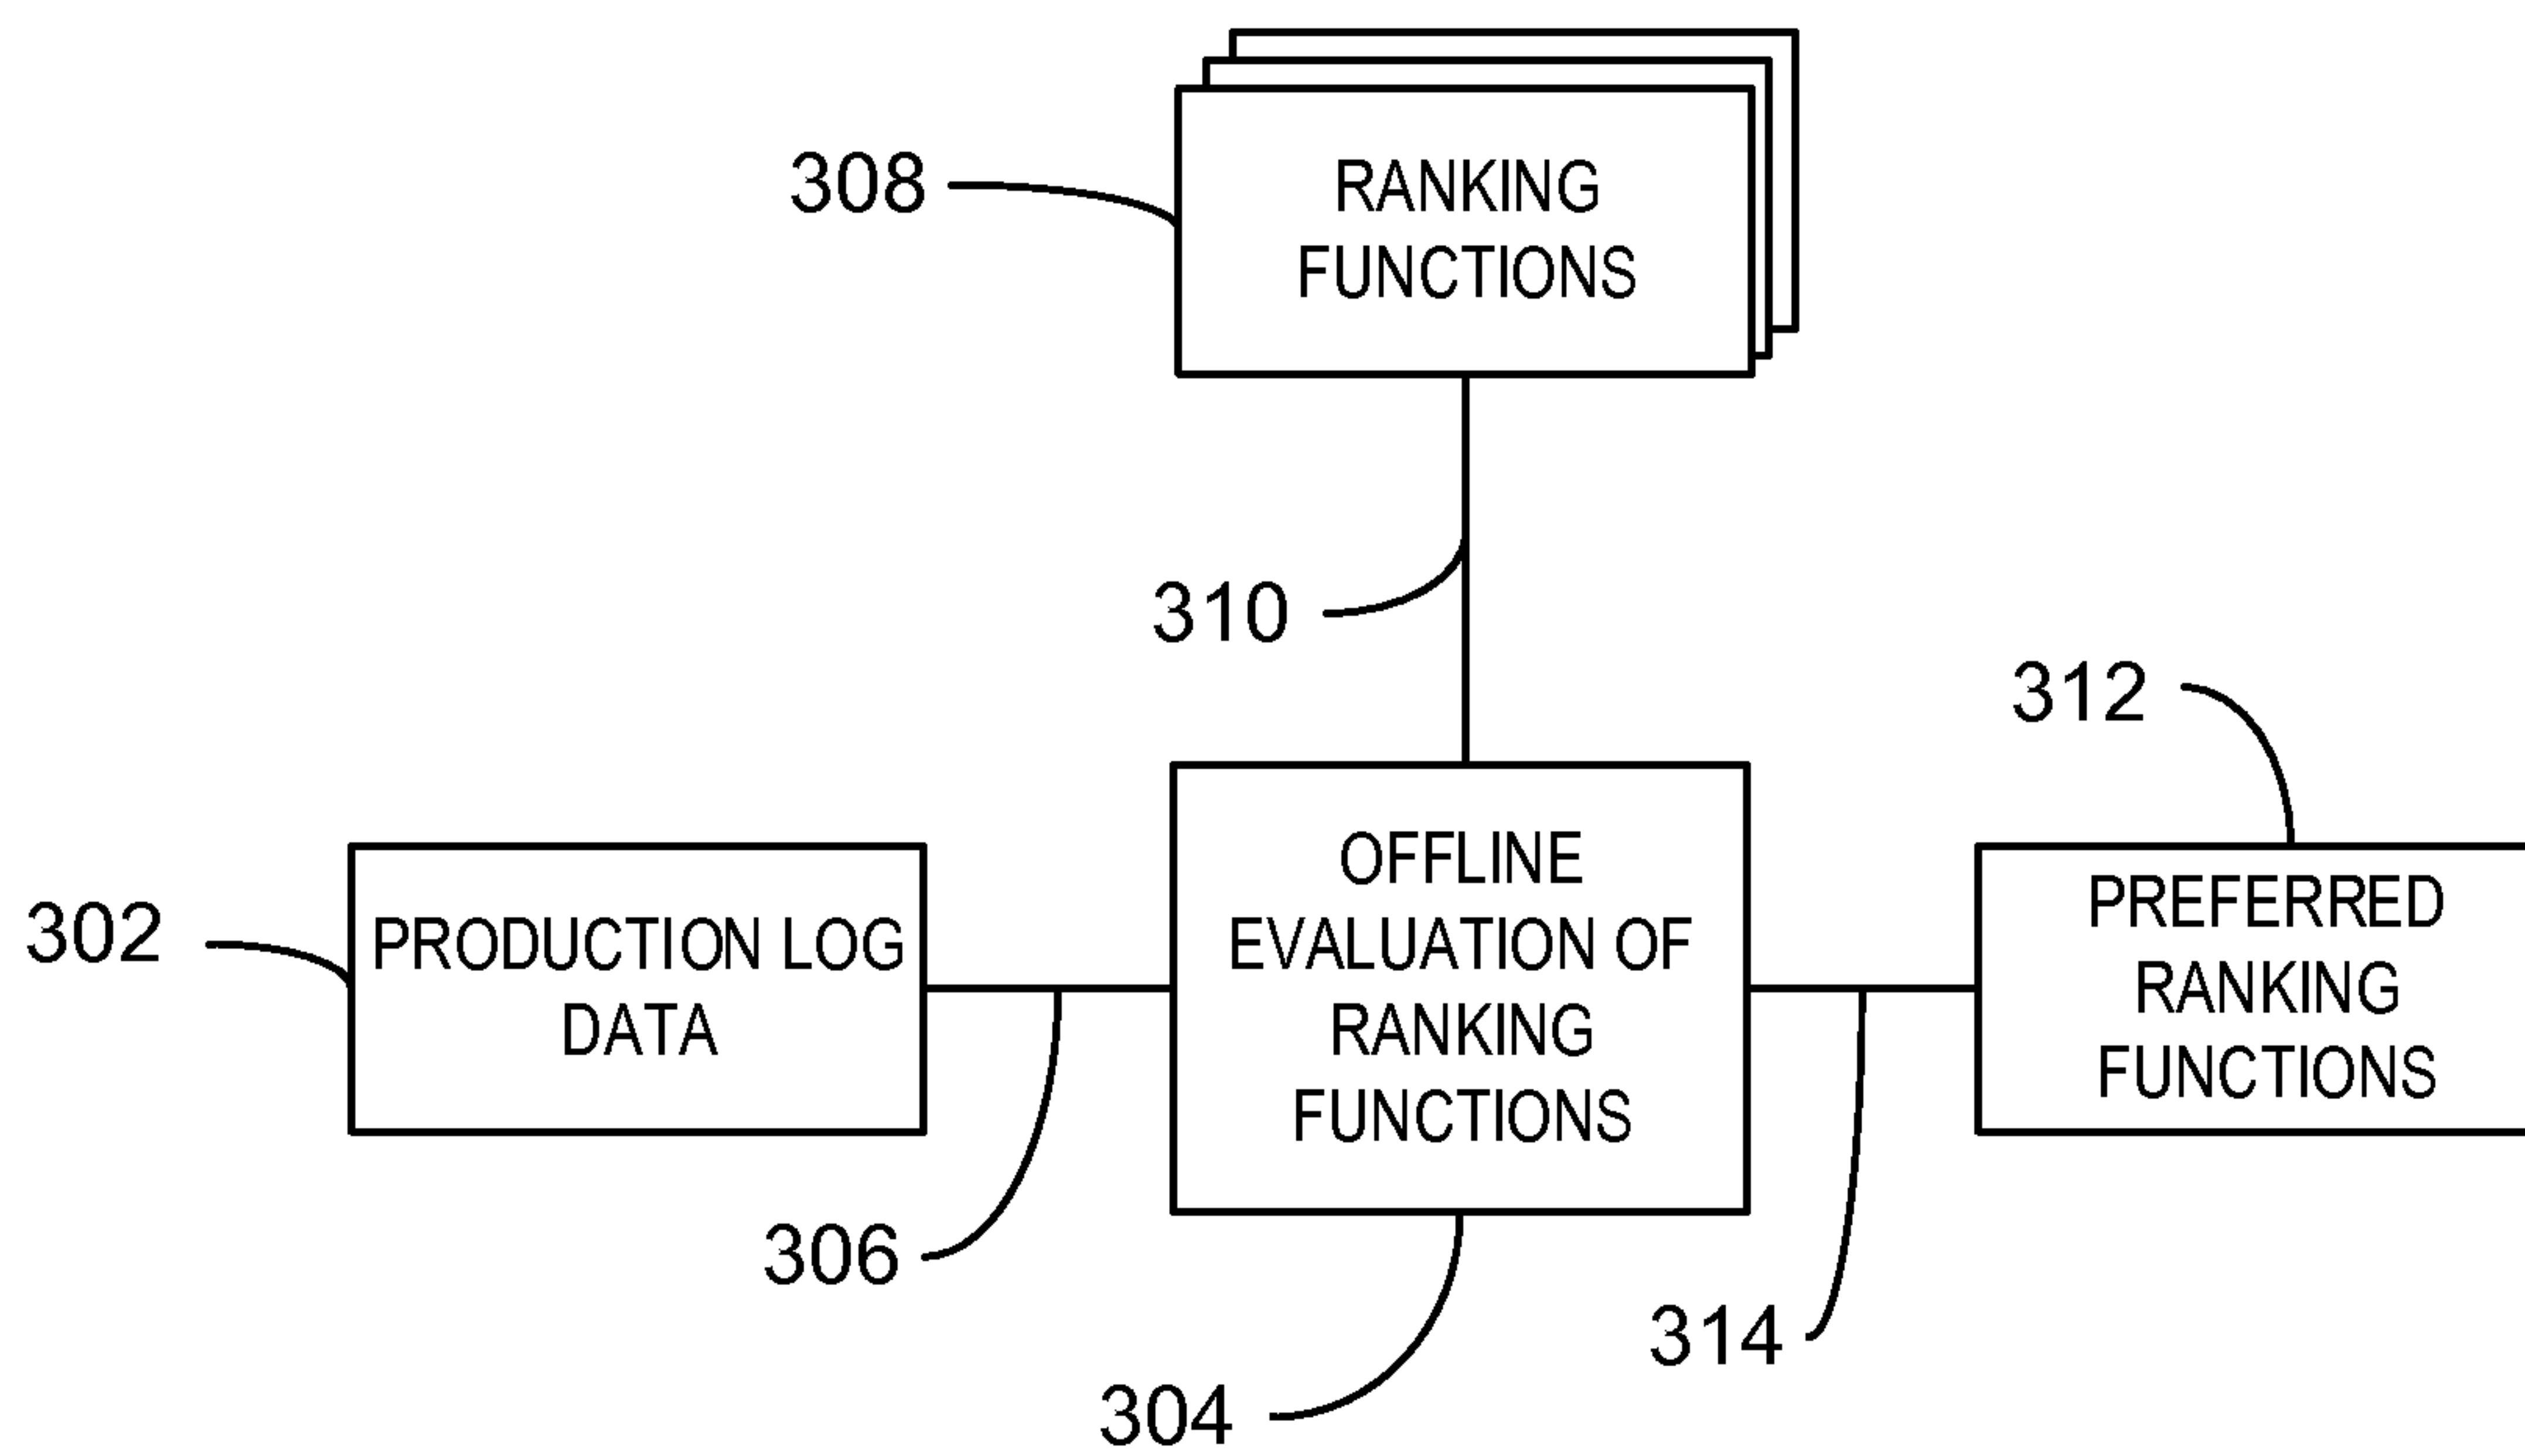 308
RANKING
FUNCTIONS
310
312
302
PRODUCTION LOG
DATA
OFFLINE
EVALUATION OF
RANKING
FUNCTIONS
PREFERRED
RANKING
FUNCTIONS
306
314
304